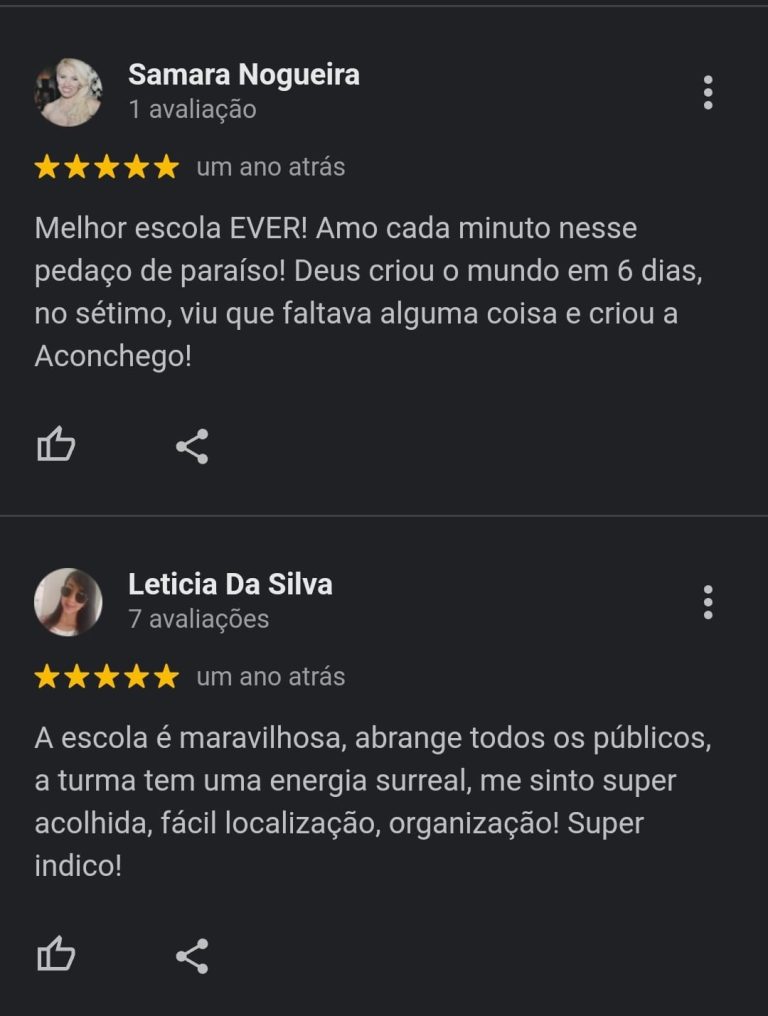 Samara Nogueira
1 avaliação
um ano atrás
Melhor escola EVER! Amo cada minuto nesse
pedaço de paraíso! Deus criou o mundo em 6 dias,
no sétimo, viu que faltava alguma coisa e criou a
Aconchego!
Leticia Da Silva
7 avaliações
um ano atrás
A escola é maravilhosa, abrange todos os públicos,
a turma tem uma energia surreal, me sinto super
acolhida, fácil localização, organização! Super
indico!